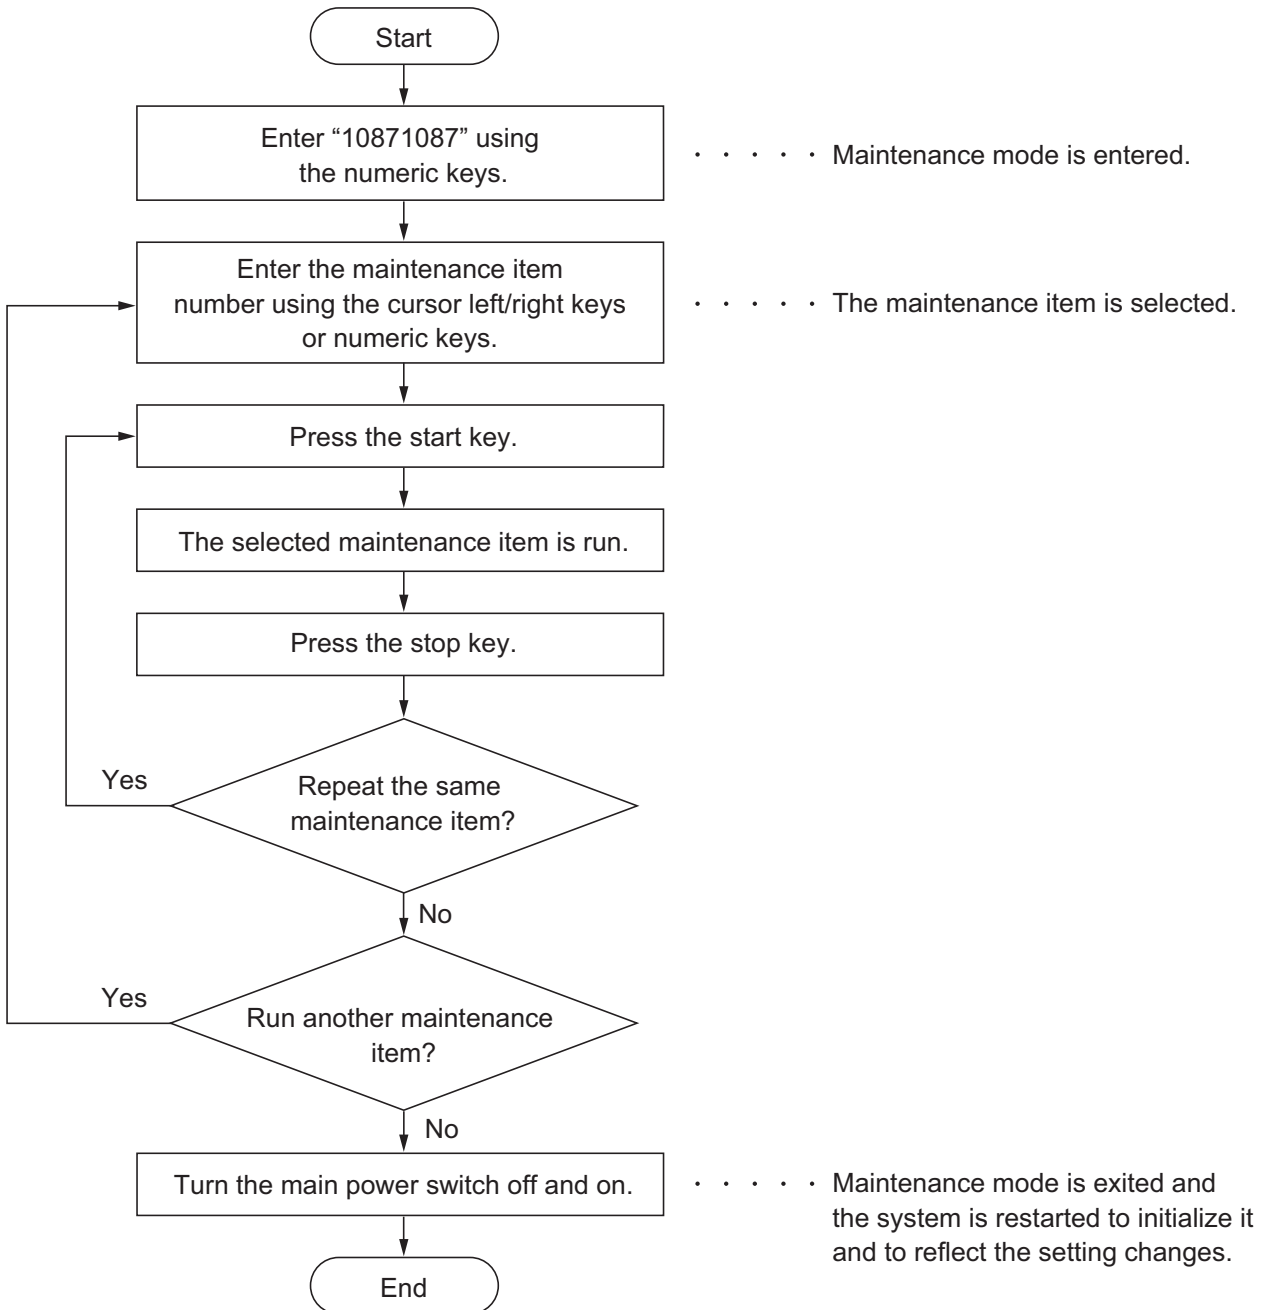 Start
Enter “10871087” using
the numeric keys.
· · · · · Maintenance mode is entered.
Enter the maintenance item
number using the cursor left/right keys
or numeric keys.
· · · · · The maintenance item is selected.
Press the start key.
The selected maintenance item is run.
Press the stop key.
Yes
Repeat the same
maintenance item?
No
Yes
Run another maintenance
item?
No
Turn the main power switch off and on.
· · · · · Maintenance mode is exited and
the system is restarted to initialize it
and to reflect the setting changes.
End